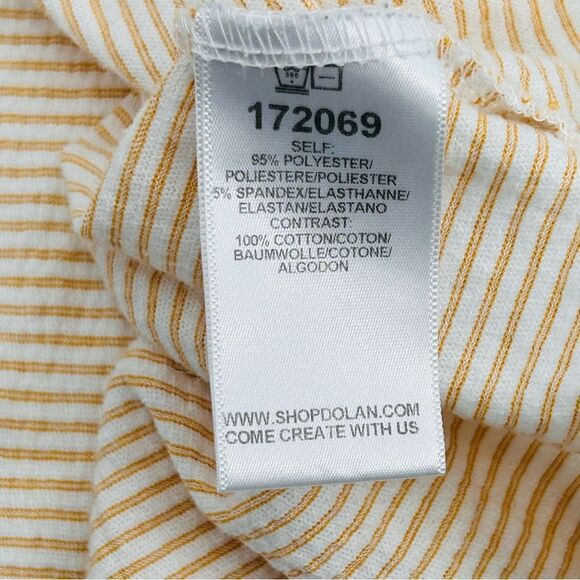 172069
SELF:
95% POLYESTER/
POLIESTERE/POLIESTER
5% SPANDEX/ELASTHANNE/
ELASTAN/ELASTANO
CONTRAST:
100% COTTON/COTON/
BAUMWOLLE/COTONE/
ALGODON
WWW.SHOPDOLAN.COM
COME CREATE WITH US